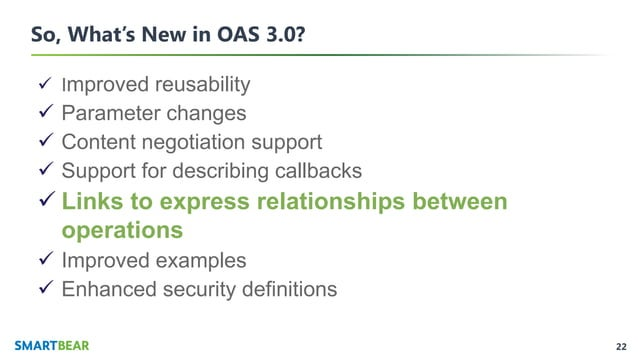 So, What's New in OAS 3.0?
✓ Improved reusability
✓ Parameter changes
✓ Content negotiation support
✓ Support for describing callbacks
✓ Links to express relationships between
operations
✓ Improved examples
✓ Enhanced security definitions
SMARTBEAR
22